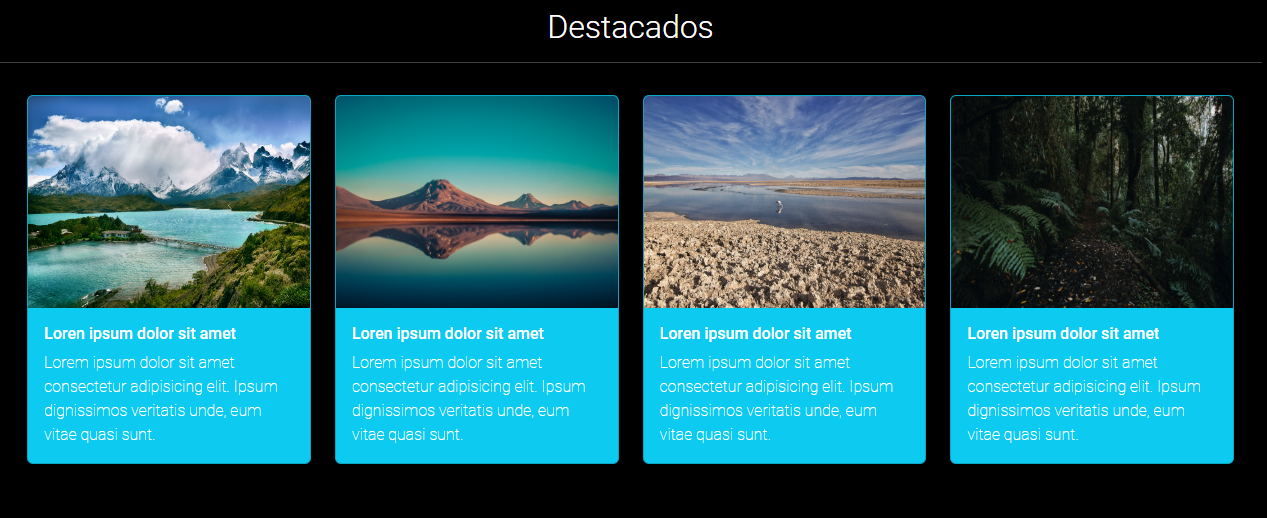 Destacados
Loren ipsum dolor sit amet
Lorem ipsum dolor sit amet
consectetur adipisicing elit. Ipsum
dignissimos veritatis unde, eum
vitae quasi sunt.
Loren ipsum dolor sit amet
Lorem ipsum dolor sit amet
consectetur adipisicing elit. Ipsum
dignissimos veritatis unde, eum
vitae quasi sunt.
Loren ipsum dolor sit amet
Lorem ipsum dolor sit amet
consectetur adipisicing elit. Ipsum
dignissimos veritatis unde, eum
vitae quasi sunt.
Loren ipsum dolor sit amet
Lorem ipsum dolor sit amet
consectetur adipisicing elit. Ipsum
dignissimos veritatis unde, eum
vitae quasi sunt.